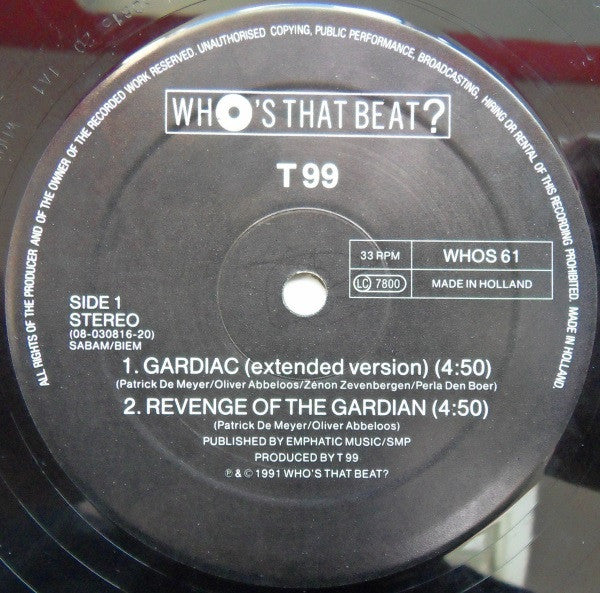 ALL RIGHTS OF THE PRODUCER AND OF THE OWNER OF THE RECORDED WORK RESERVED. UNAUTHORISED COPYING, PUBLIC PERFORMANCE, BROADCASTING, HIRING OR RENTAL OF THIS RECORDING PROHIBITED. MADE IN HOLLAND.
WHO'S THAT BEAT?
T 99
33 RPM
WHOS 61
LC 7800
MADE IN HOLLAND
SIDE 1
STEREO
(08-030816-20)
SABAM/BIEM
1. GARDIAC (extended version) (4:50)
(Patrick De Meyer/Oliver Abbeloos/Zénon Zevenbergen/Perla Den Boer)
2. REVENGE OF THE GARDIAN (4:50)
(Patrick De Meyer/Oliver Abbeloos)
PUBLISHED BY EMPHATIC MUSIC/SMP
PRODUCED BY T 99
℗ & © 1991 WHO'S THAT BEAT?